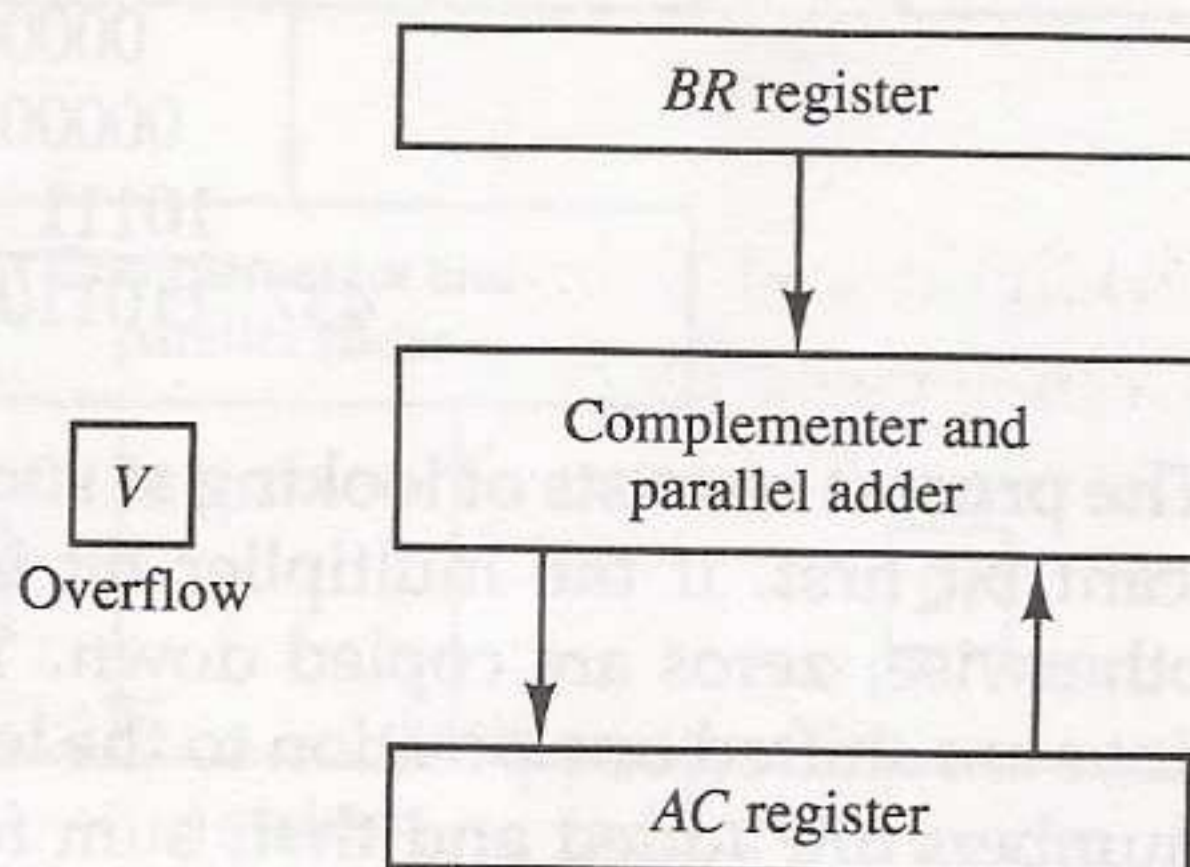 BR register
Complementer and
parallel adder
V
Overflow
AC register